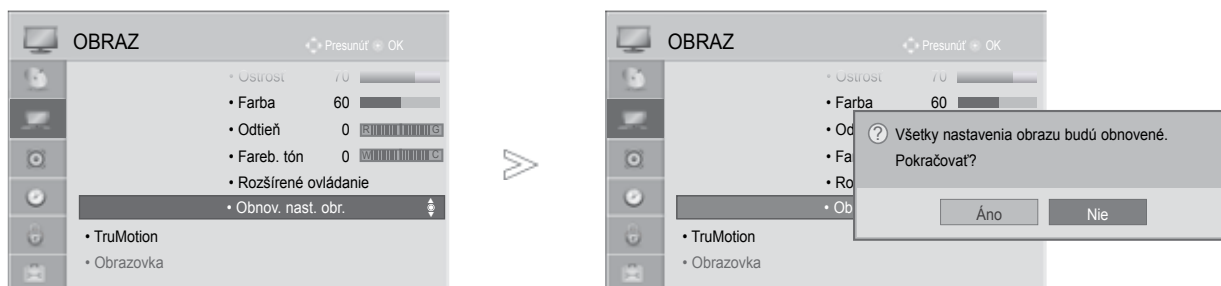 OBRAZ
Presunúť OK
• Ostrosť 70
• Farba 60
• Odtieň 0 R G
• Fareb. tón 0 W C
• Rozšírené ovládanie
• Obnov. nast. obr.
• TruMotion
• Obrazovka
OBRAZ
Presunúť OK
• Ostrosť 70
• Farba 60
• Od
• Fa
• Ro
• Ob
• TruMotion
• Obrazovka
? Všetky nastavenia obrazu budú obnovené.
Pokračovať?
Áno Nie